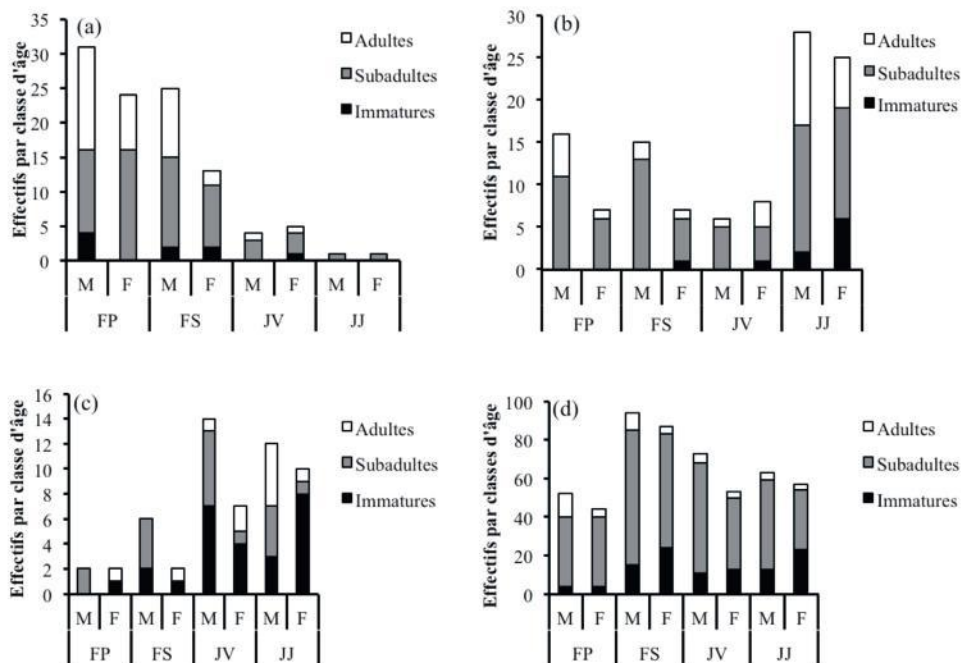 (a)
Effectifs par classe d'âge
35
30
25
20
15
10
5
0
Adultes
Subadultes
Immatures
M F M F M F M F
FP FS JV JJ
(b)
Effectifs par classe d'âge
30
25
20
15
10
5
0
Adultes
Subadultes
Immatures
M F M F M F M F
FP FS JV JJ
(c)
Effectifs par classe d'âge
16
14
12
10
8
6
4
2
0
Adultes
Subadultes
Immatures
M F M F M F M F
FP FS JV JJ
(d)
Effectifs par classes d'âge
100
80
60
40
20
0
Adultes
Subadultes
Immatures
M F M F M F M F
FP FS JV JJ